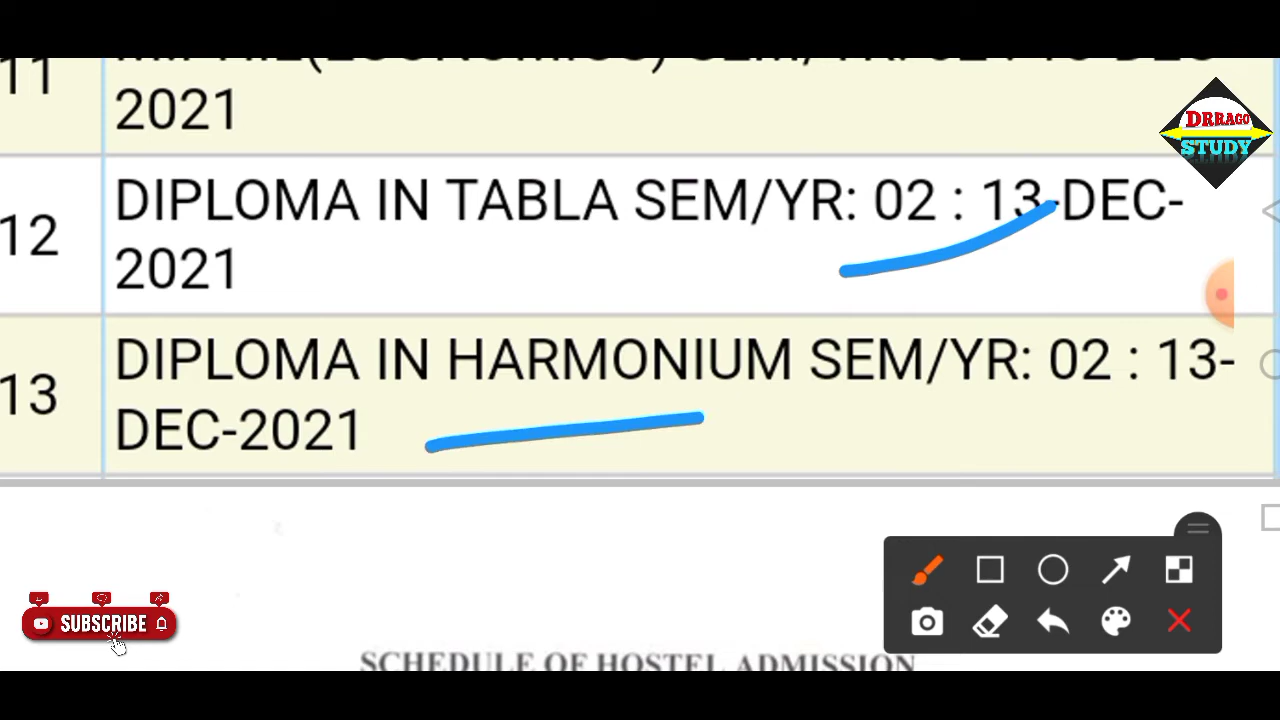 11
2021
DRRAGO
STUDY
12
DIPLOMA IN TABLA SEM/YR: 02 : 13-DEC-
2021
13
DIPLOMA IN HARMONIUM SEM/YR: 02 : 13-
DEC-2021
SUBSCRIBE
SCHEDULE OF HOSTEL ADMISSION